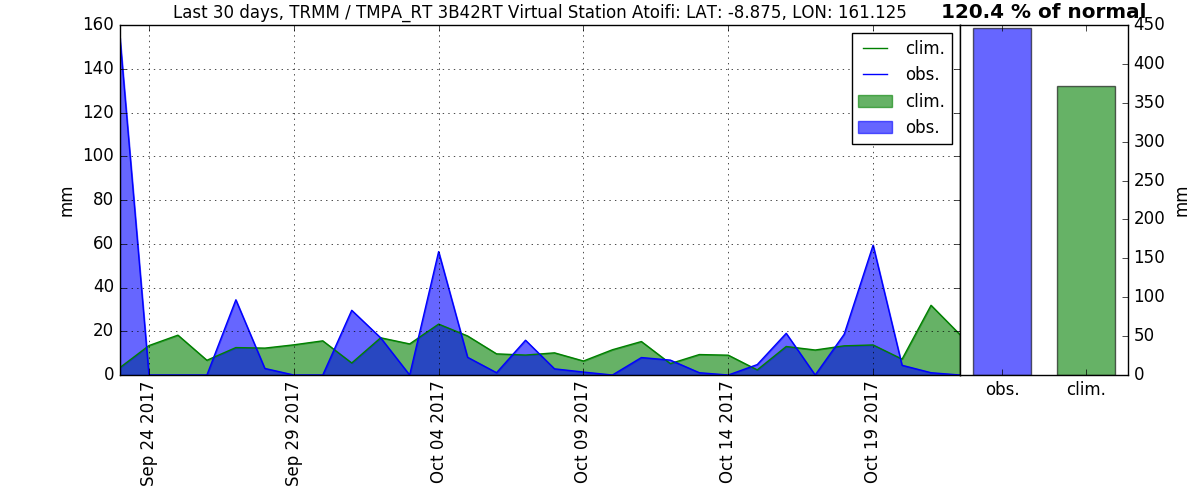 Last 30 days, TRMM / TMPA_RT 3B42RT Virtual Station Atoifi: LAT: -8.875, LON: 161.125
120.4 % of normal
160
140
120
100
80
60
40
20
0
mm
clim.
obs.
clim.
obs.
Sep 24 2017
Sep 29 2017
Oct 04 2017
Oct 09 2017
Oct 14 2017
Oct 19 2017
450
400
350
300
250
200
150
100
50
0
mm
obs.
clim.